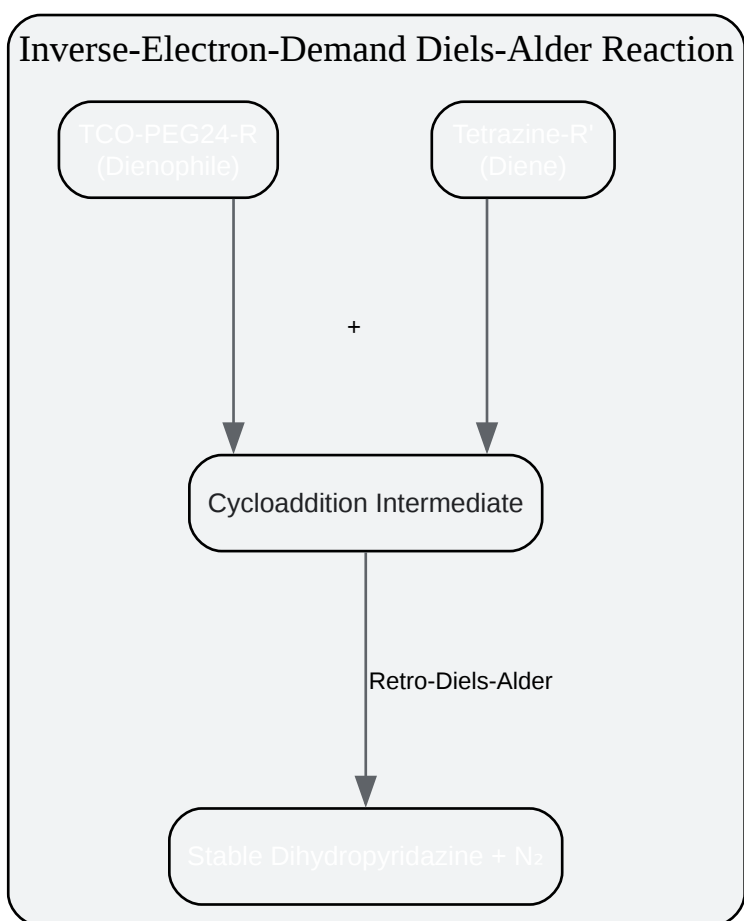 Inverse-Electron-Demand Diels-Alder Reaction
TCO-PEG24-R
(Dienophile)
Tetrazine-R'
(Diene)
+
Cycloaddition Intermediate
Retro-Diels-Alder
Stable Dihydropyridazine + N₂